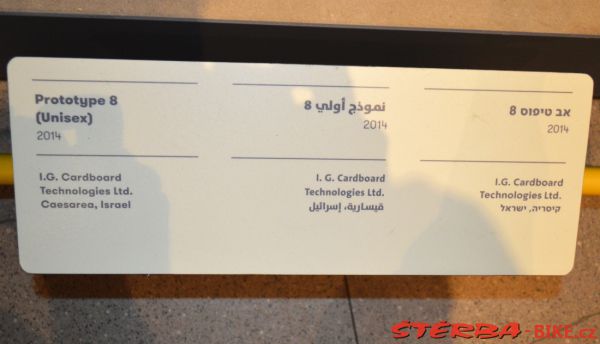 Prototype 8
(Unisex)
2014
I.G. Cardboard
Technologies Ltd.
Caesarea, Israel
نموذج أولي 8
2014
I. G. Cardboard
Technologies Ltd.
قيسارية، إسرائيل
אב טיפוס 8
2014
I.G. Cardboard
Technologies Ltd.
קיסריה, ישראל
STERBA-BIKE.cz